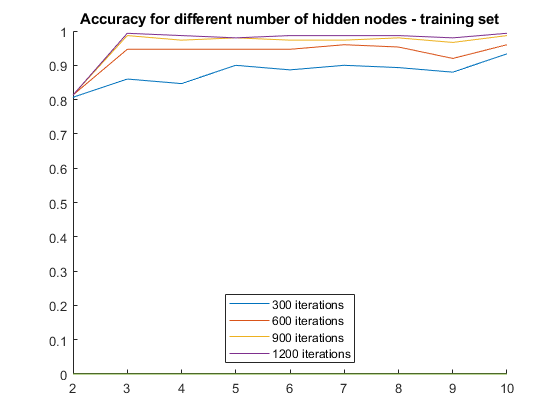 Accuracy for different number of hidden nodes - training set
1
0.9
0.8
0.7
0.6
0.5
0.4
0.3
0.2
0.1
0
300 iterations
600 iterations
900 iterations
1200 iterations
2 3 4 5 6 7 8 9 10